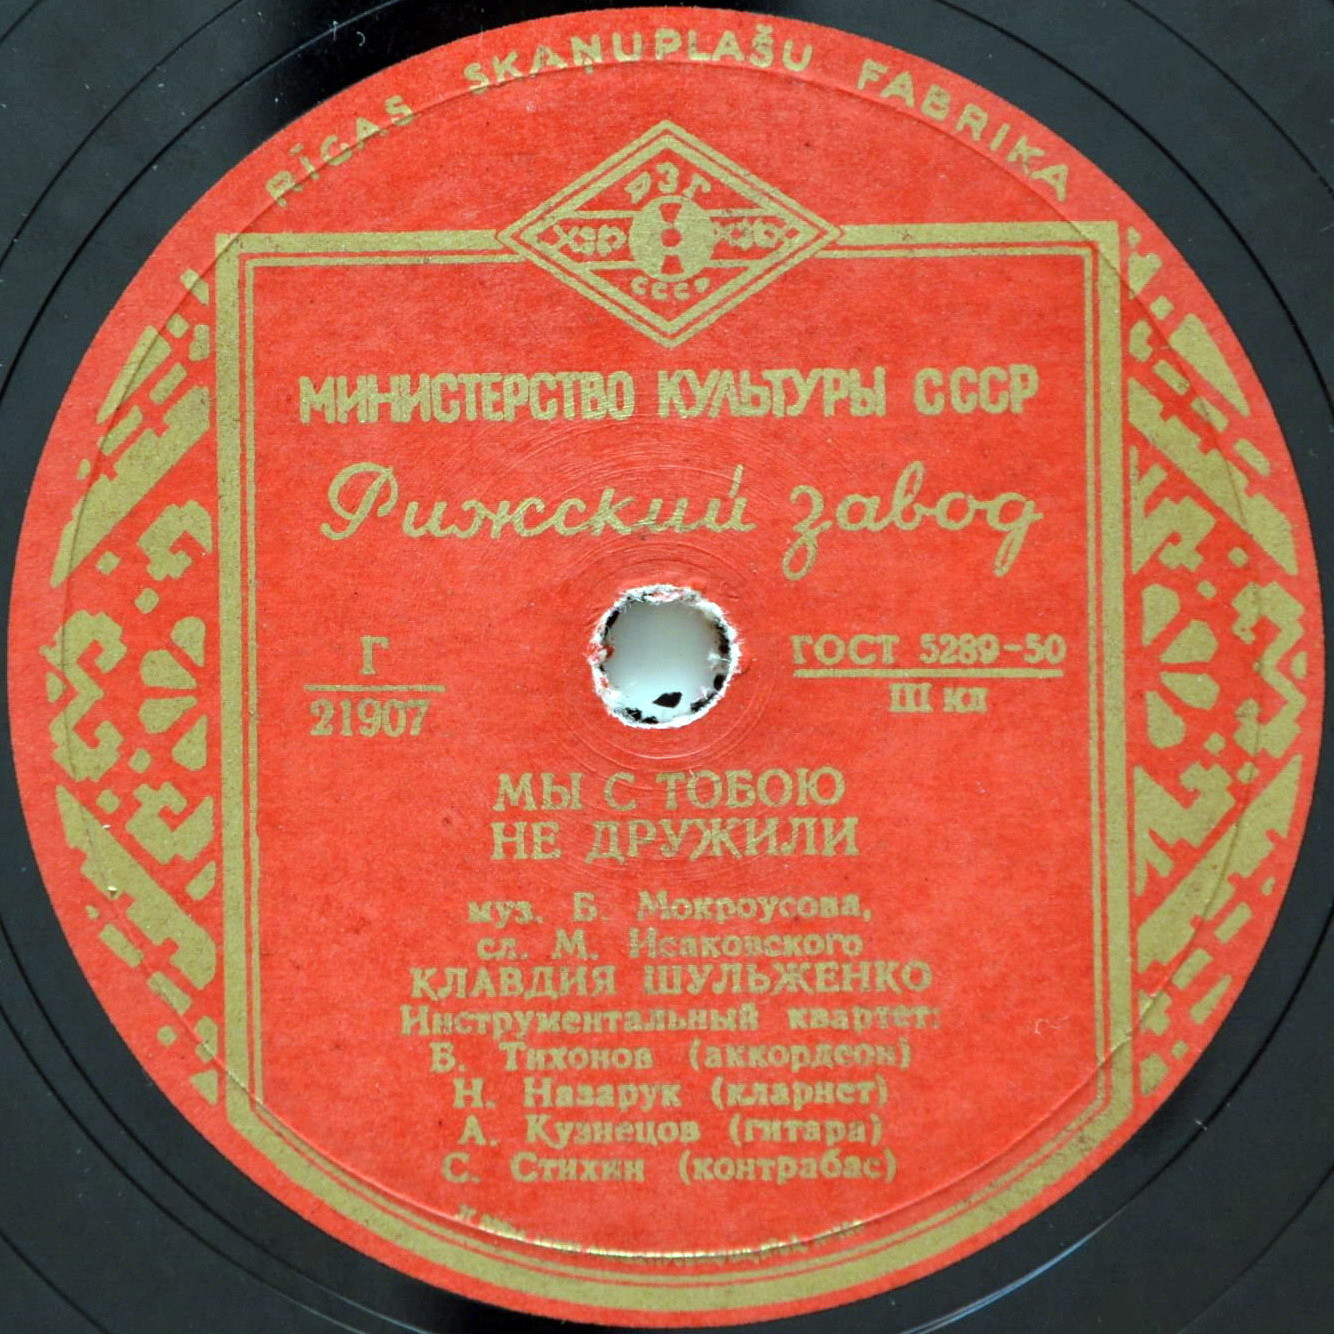 RĪGAS SKAŅUPLAŠU FABRIKA
РЗГ
СССР
МИНИСТЕРСТВО КУЛЬТУРЫ СССР
Рижский завод
Г
21907
ГОСТ 5289-50
III кл
МЫ С ТОБОЮ
НЕ ДРУЖИЛИ
муз. Б. Мокроусова,
сл. М. Исаковского
КЛАВДИЯ ШУЛЬЖЕНКО
Инструментальный квартет:
Б. Тихонов (аккордеон)
Н. Назарук (кларнет)
А. Кузнецов (гитара)
С. Стихин (контрабас)